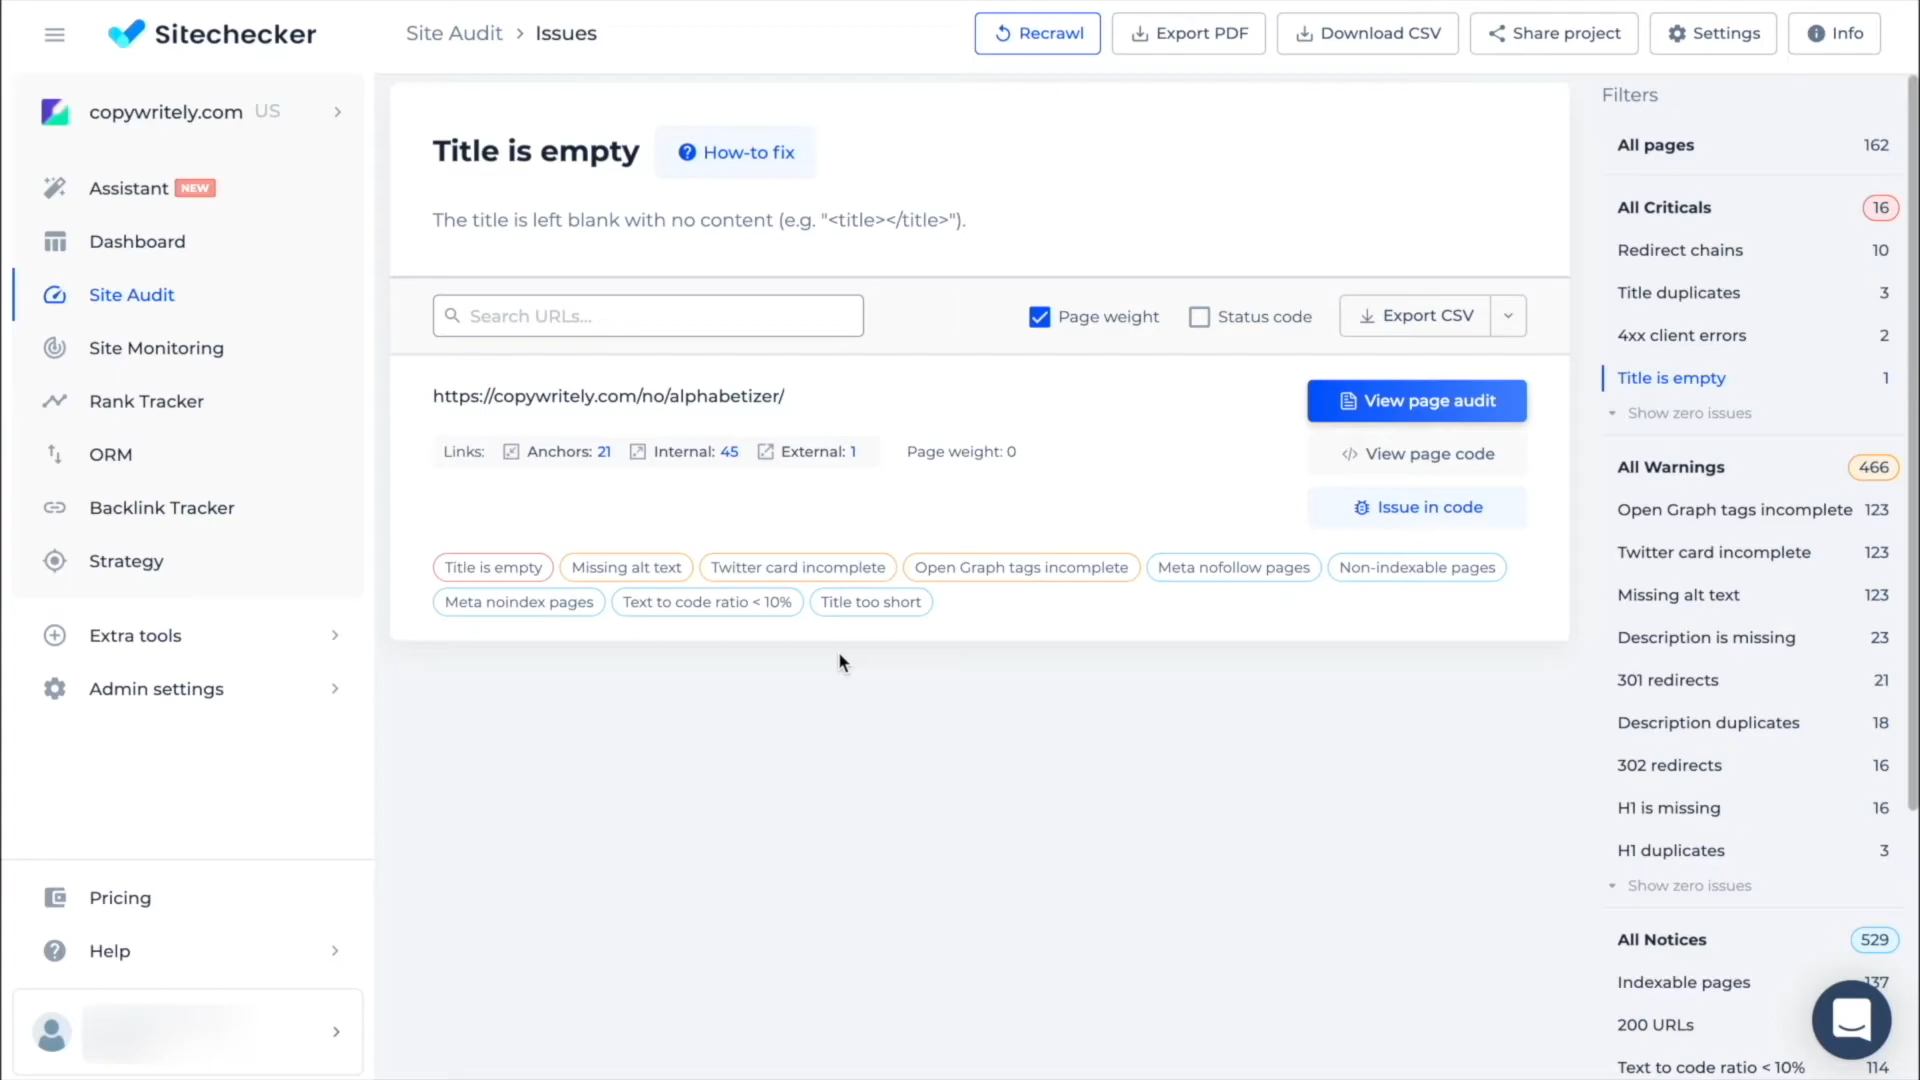 Sitechecker
Site Audit > Issues
Recrawl
Export PDF
Download CSV
Share project
Settings
Info
copywritely.com US
Assistant NEW
Dashboard
Site Audit
Site Monitoring
Rank Tracker
ORM
Backlink Tracker
Strategy
Extra tools
Admin settings
Pricing
Help
Title is empty
How-to fix
The title is left blank with no content (e.g. "<title></title>").
Search URLs...
Page weight
Status code
Export CSV
https://copywritely.com/no/alphabetizer/
View page audit
Links: Anchors: 21 Internal: 45 External: 1 Page weight: 0
</> View page code
Issue in code
Title is empty Missing alt text Twitter card incomplete Open Graph tags incomplete Meta nofollow pages Non-indexable pages
Meta noindex pages Text to code ratio < 10% Title too short
Filters
All pages 162
All Criticals 16
Redirect chains 10
Title duplicates 3
4xx client errors 2
Title is empty 1
Show zero issues
All Warnings 466
Open Graph tags incomplete 123
Twitter card incomplete 123
Missing alt text 123
Description is missing 23
301 redirects 21
Description duplicates 18
302 redirects 16
H1 is missing 16
H1 duplicates 3
Show zero issues
All Notices 529
Indexable pages 137
200 URLs
Text to code ratio < 10% 114